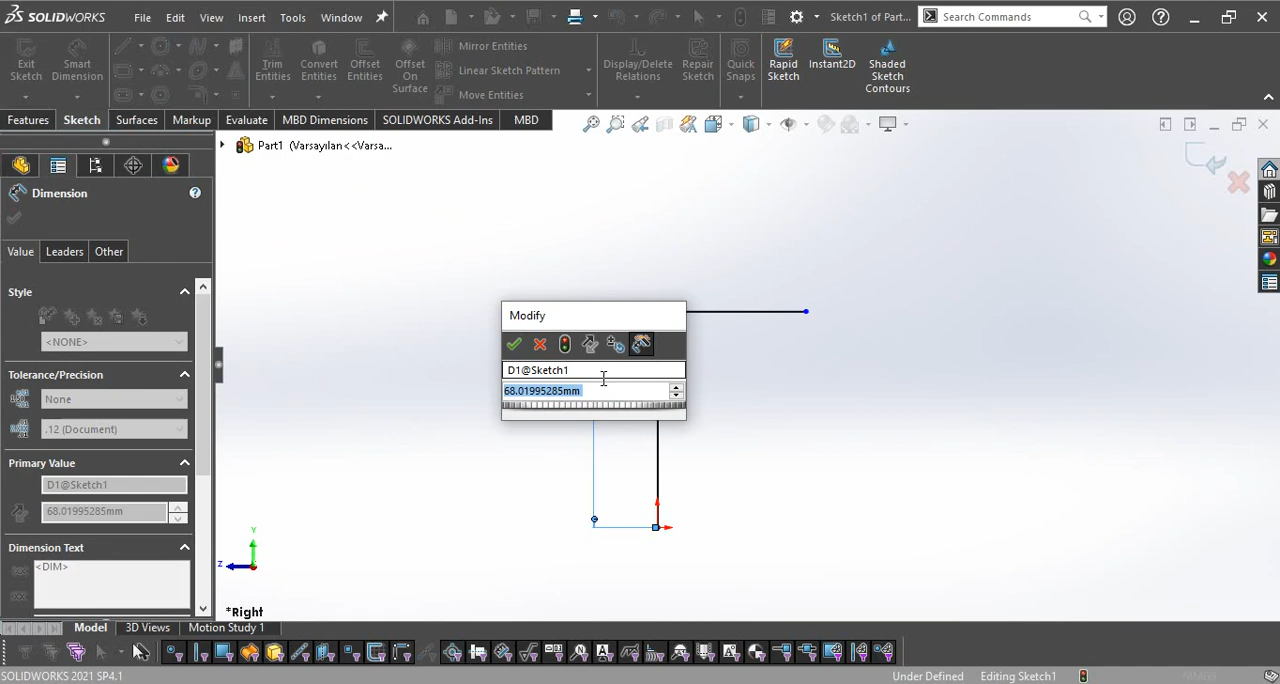 SOLIDWORKS File Edit View Insert Tools Window Sketch1 of Part... Search Commands
Exit Sketch
Smart Dimension
Trim Entities
Convert Entities
Offset Entities
Offset On Surface
Mirror Entities
Linear Sketch Pattern
Move Entities
Display/Delete Relations
Repair Sketch
Quick Snaps
Rapid Sketch
Instant2D
Shaded Sketch Contours
Features Sketch Surfaces Markup Evaluate MBD Dimensions SOLIDWORKS Add-Ins MBD
Part1 (Varsayılan<<Varsa...
Dimension
Value Leaders Other
Style
<NONE>
Tolerance/Precision
None
.12 (Document)
Primary Value
D1@Sketch1
68.01995285mm
Dimension Text
<DIM>
Modify
D1@Sketch1
68.01995285mm
Y
Z
*Right
Model 3D Views Motion Study 1
SOLIDWORKS 2021 SP4.1 Under Defined Editing Sketch1